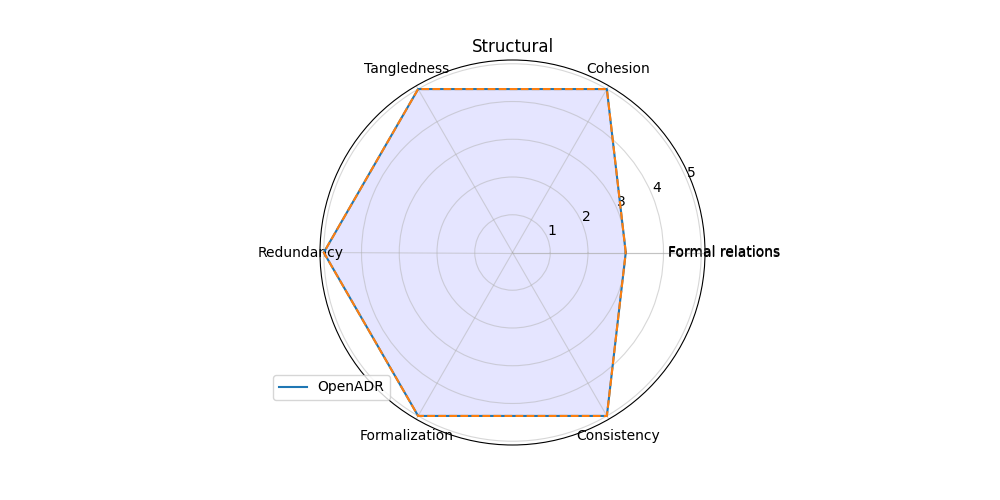 Structural
Tangledness
Cohesion
5
4
3
2
1
Redundancy
Formal relations
OpenADR
Formalization
Consistency